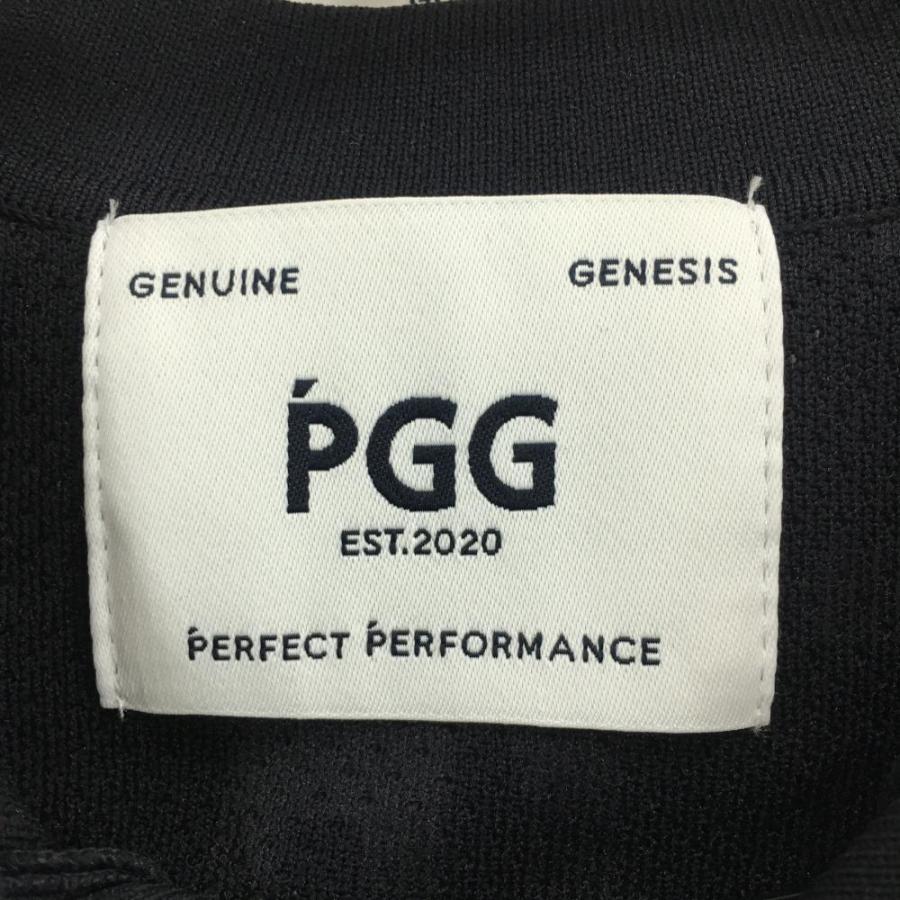 GENUINE GENESIS
ṔGG
EST.2020
ṔERFECT ṔERFORMANCE